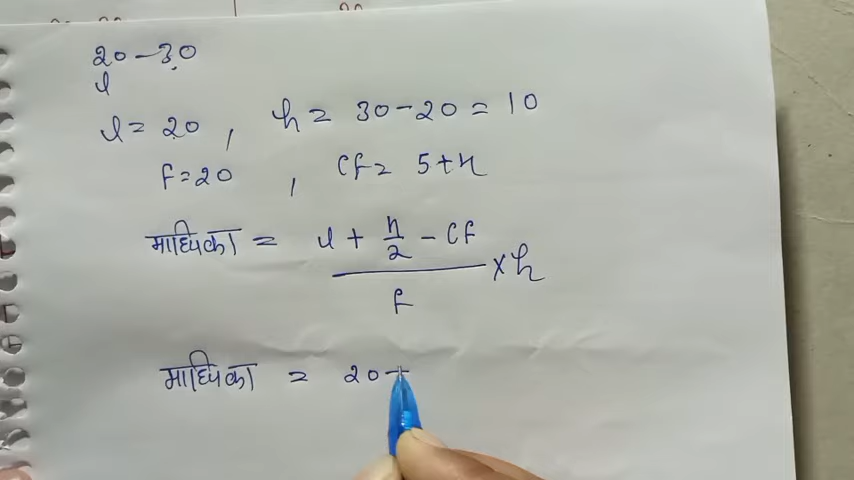 20-30
l
l = 20 , h = 30-20 = 10
f=20 , Cf = 5+x
माध्यिका = l + n/2 - Cf / f × h
माध्यिका = 20+